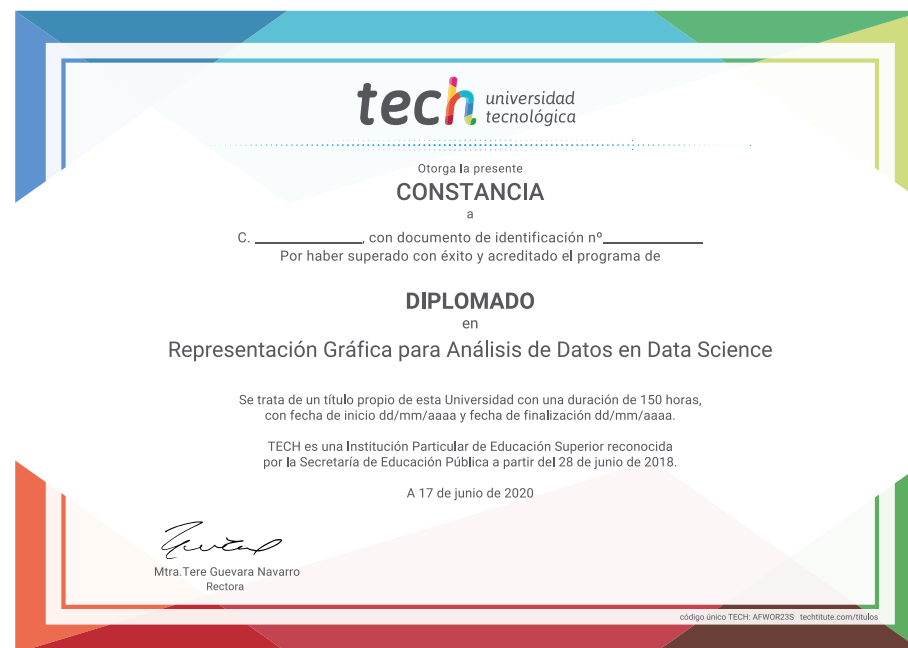 tech universidad
tecnológica
Otorga la presente
CONSTANCIA
a
C. ______________, con documento de identificación nº_____________
Por haber superado con éxito y acreditado el programa de
DIPLOMADO
en
Representación Gráfica para Análisis de Datos en Data Science
Se trata de un título propio de esta Universidad con una duración de 150 horas,
con fecha de inicio dd/mm/aaaa y fecha de finalización dd/mm/aaaa.
TECH es una Institución Particular de Educación Superior reconocida
por la Secretaría de Educación Pública a partir del 28 de junio de 2018.
A 17 de junio de 2020
Mtra.Tere Guevara Navarro
Rectora
código único TECH: AFWOR23S techtitute.com/titulos